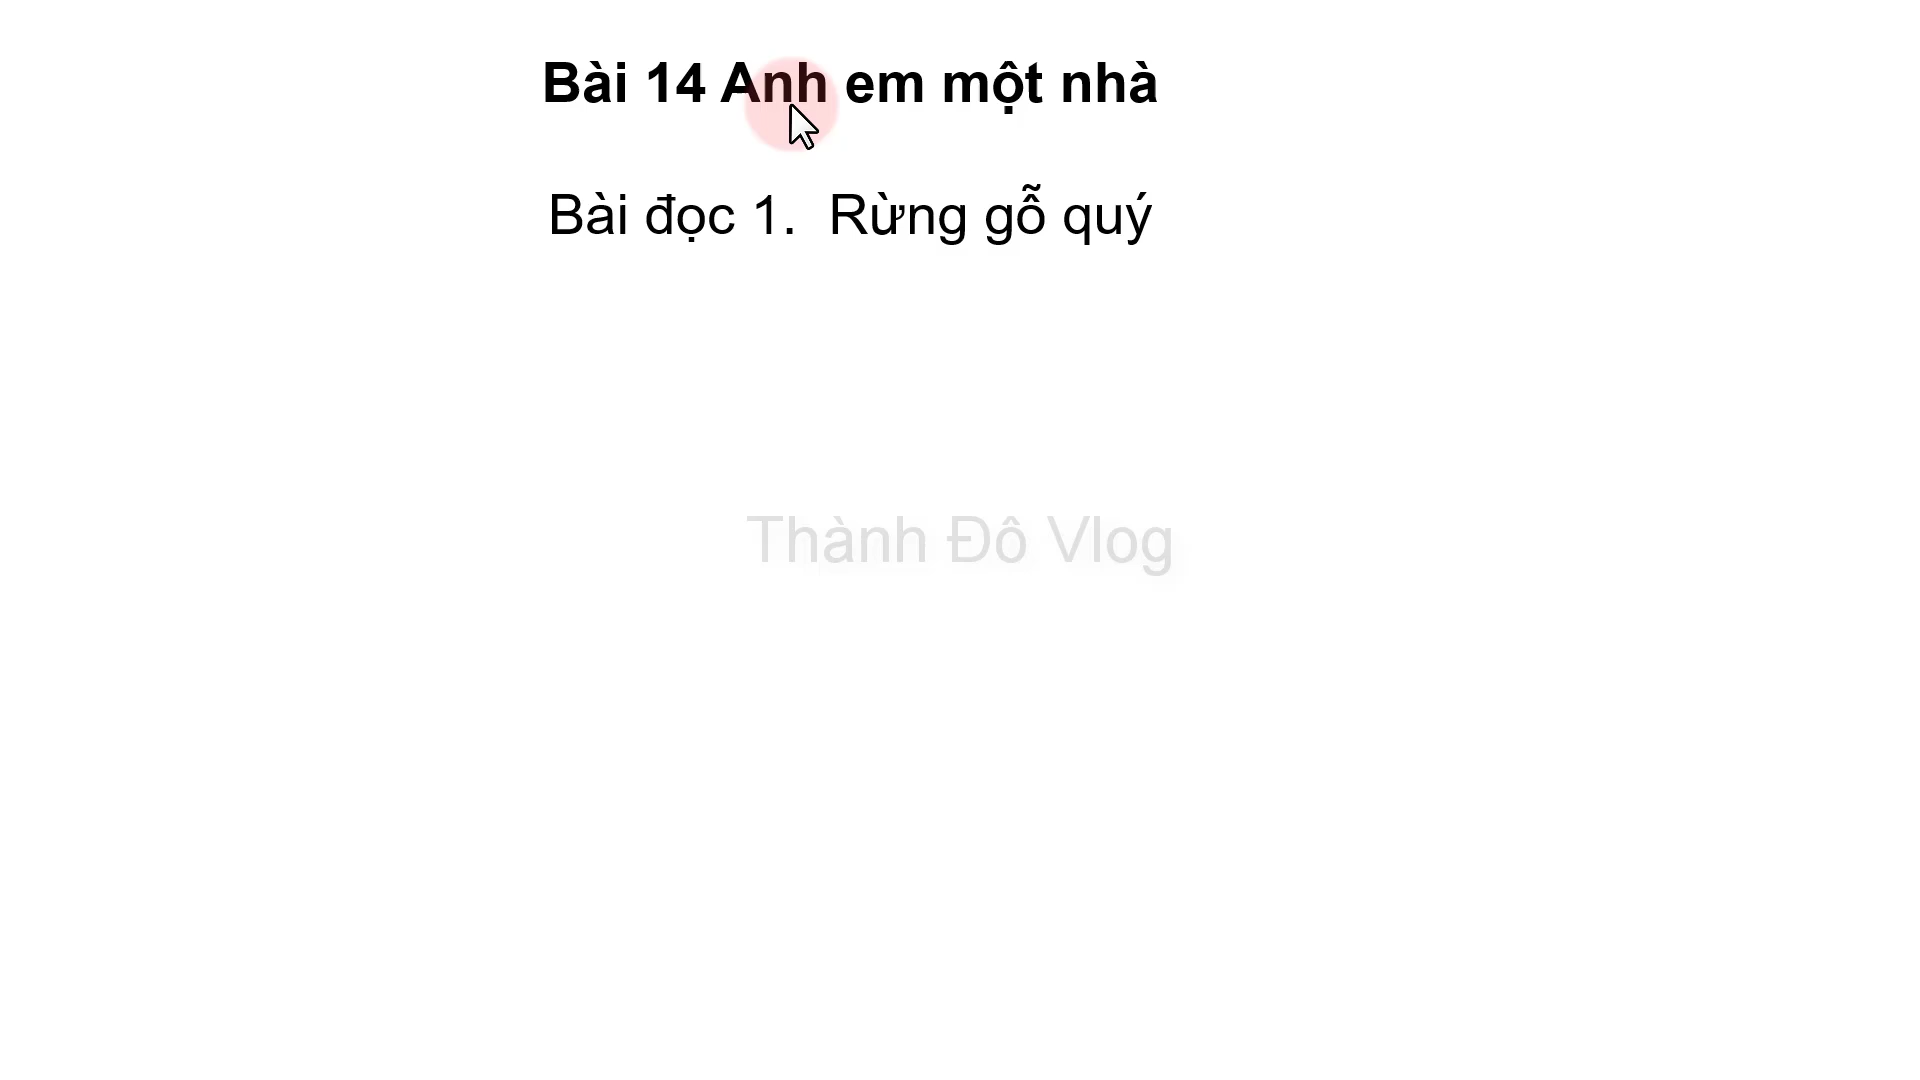 Bài 14 Anh em một nhà
Bài đọc 1.  Rừng gỗ quý
Thành Đô Vlog